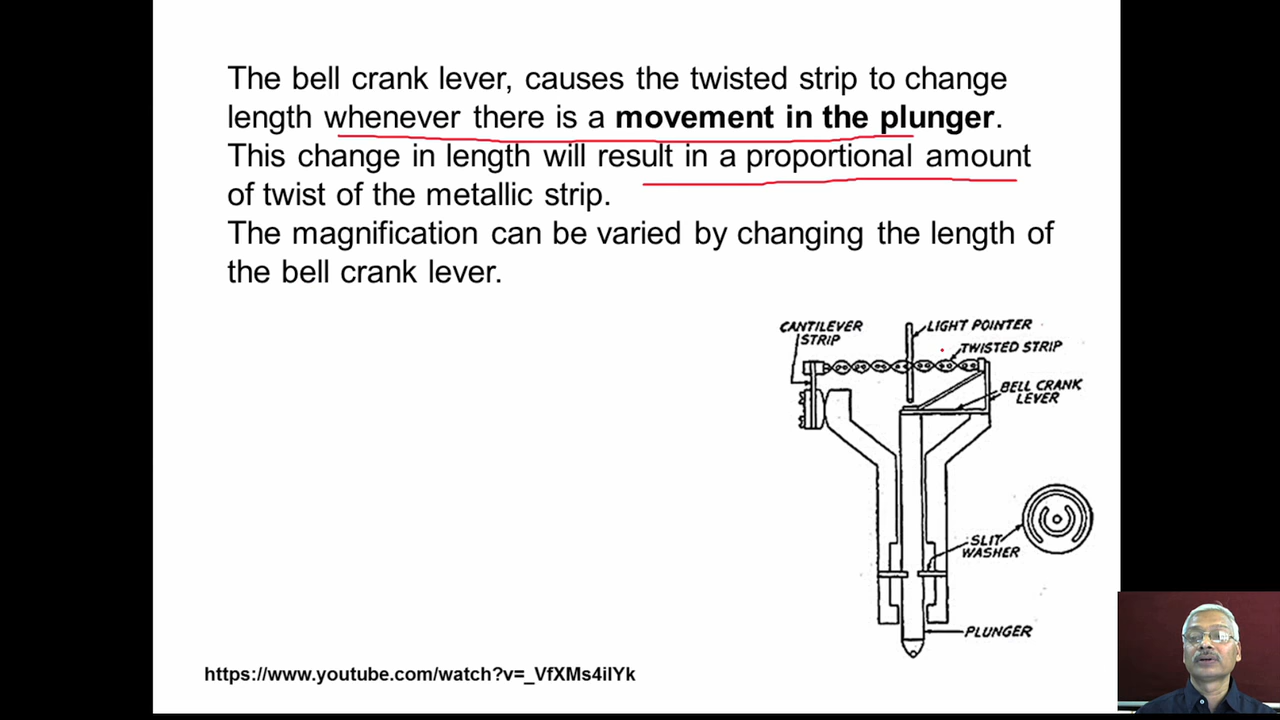 The bell crank lever, causes the twisted strip to change
length whenever there is a movement in the plunger.
This change in length will result in a proportional amount
of twist of the metallic strip.
The magnification can be varied by changing the length of
the bell crank lever.
CANTILEVER
STRIP
LIGHT POINTER
TWISTED STRIP
BELL CRANK
LEVER
SLIT
WASHER
PLUNGER
https://www.youtube.com/watch?v=_VfXMs4iIYk